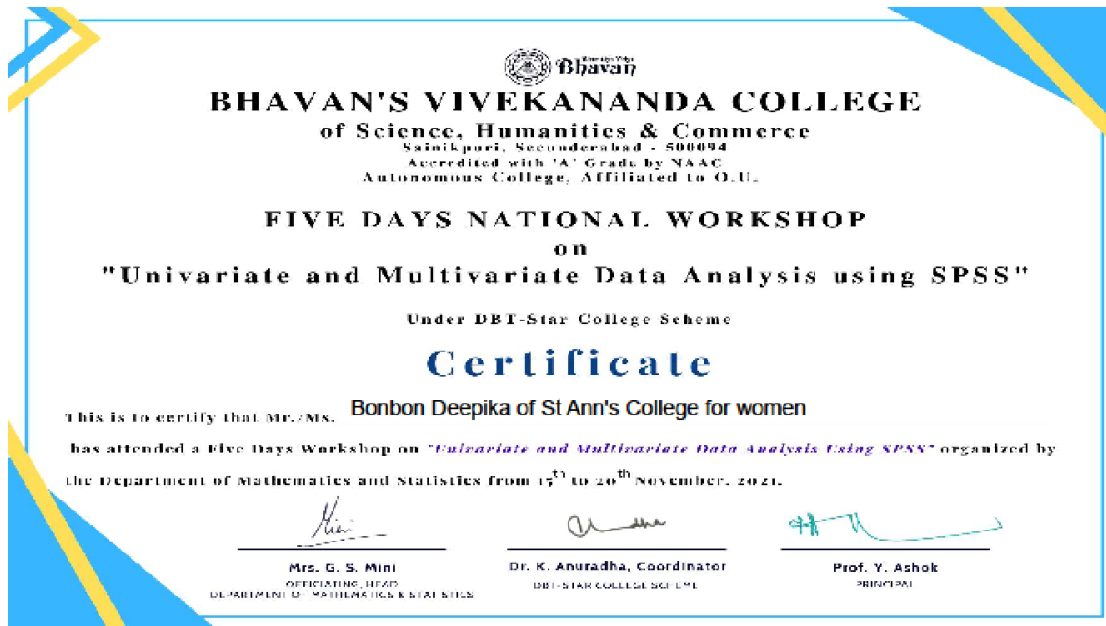 Bhavan
BHAVAN'S VIVEKANANDA COLLEGE
of Science, Humanities & Commerce
Sainikpuri, Secunderabad - 500094
Accredited with 'A' Grade by NAAC
Autonomous College, Affiliated to O.U.
FIVE DAYS NATIONAL WORKSHOP
on
"Univariate and Multivariate Data Analysis using SPSS"
Under DBT-Star College Scheme
Certificate
This is to certify that Mr./Ms. Bonbon Deepika of St Ann's College for women
has attended a Five Days Workshop on "Univariate and Multivariate Data Analysis Using SPSS" organized by
the Department of Mathematics and Statistics from th to 20th November, 2021.
Mrs. G. S. Mini Dr. K. Anuradha, Coordinator Prof. Y. Ashok
OFFICIATING, HEAD DBT-STAR COLLEGE SCHEME PRINCIPAL
DEPARTMENT OF MATHEMATICS & STATISTICS